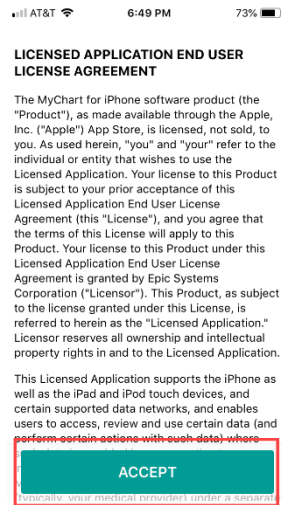 AT&T 6:49 PM 73%
LICENSED APPLICATION END USER
LICENSE AGREEMENT
The MyChart for iPhone software product (the
"Product"), as made available through the Apple,
Inc. ("Apple") App Store, is licensed, not sold, to
you. As used herein, "you" and "your" refer to the
individual or entity that wishes to use the
Licensed Application. Your license to this Product
is subject to your prior acceptance of this
Licensed Application End User License
Agreement (this "License"), and you agree that
the terms of this License will apply to this
Product. Your license to this Product under this
Licensed Application End User License
Agreement is granted by Epic Systems
Corporation ("Licensor"). This Product, as subject
to the license granted under this License, is
referred to herein as the "Licensed Application."
Licensor reserves all ownership and intellectual
property rights in and to the Licensed Application.
This Licensed Application supports the iPhone as
well as the iPad and iPod touch devices, and
certain supported data networks, and enables
users to access, review and use certain data (and
perform certain actions with such data) where
ACCEPT
(typically, your medical provider) under a separate